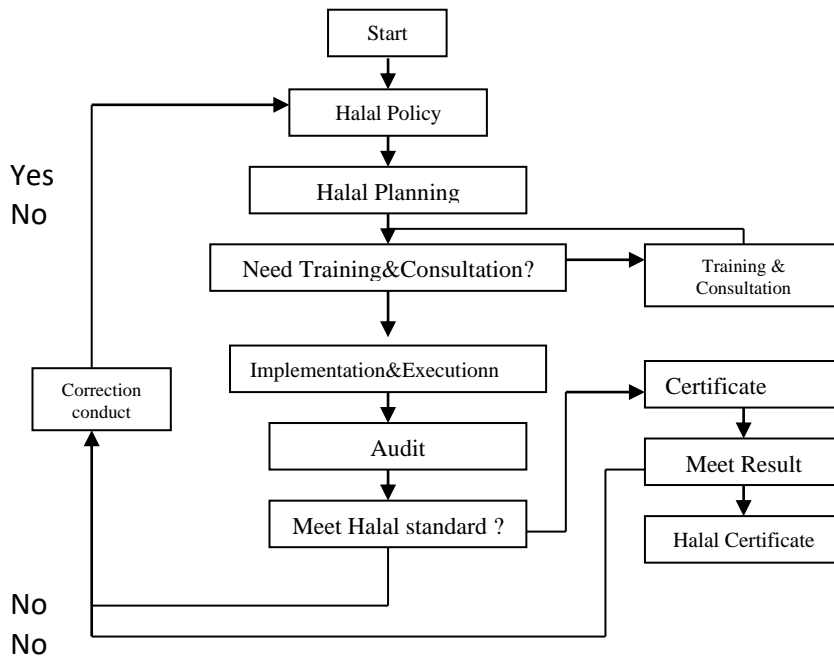 Start
Halal Policy
Yes
No
Halal Planning
Need Training&Consultation?
Training &
Consultation
Implementation&Executionn
Correction
conduct
Certificate
Audit
Meet Result
Meet Halal standard ?
Halal Certificate
No
No